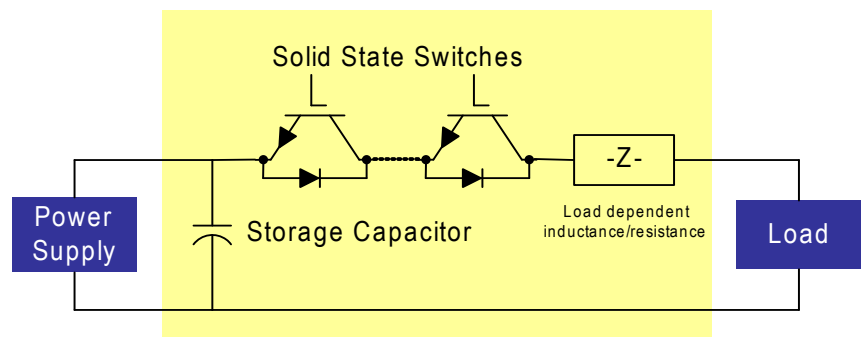 Solid State Switches
-Z-
Power
Supply
Storage Capacitor
Load dependent
inductance/resistance
Load